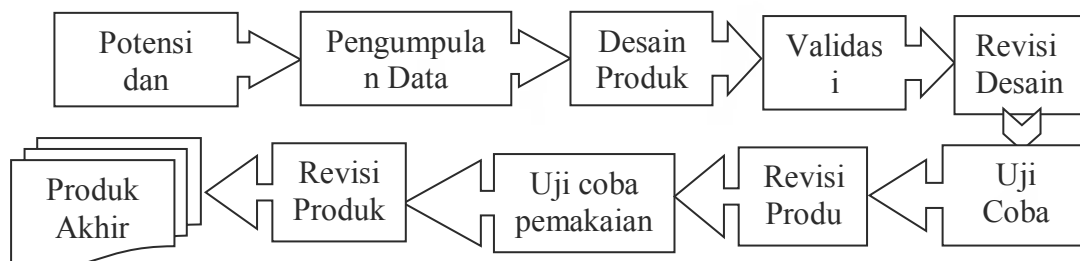 Potensi
dan
Pengumpula
n Data
Desain
Produk
Validas
i
Revisi
Desain
Uji
Coba
Revisi
Produ
Uji coba
pemakaian
Revisi
Produk
Produk
Akhir